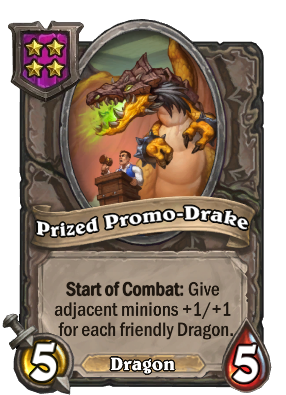 Prized Promo-Drake
Start of Combat: Give
adjacent minions +1/+1
for each friendly Dragon.
5
Dragon
5